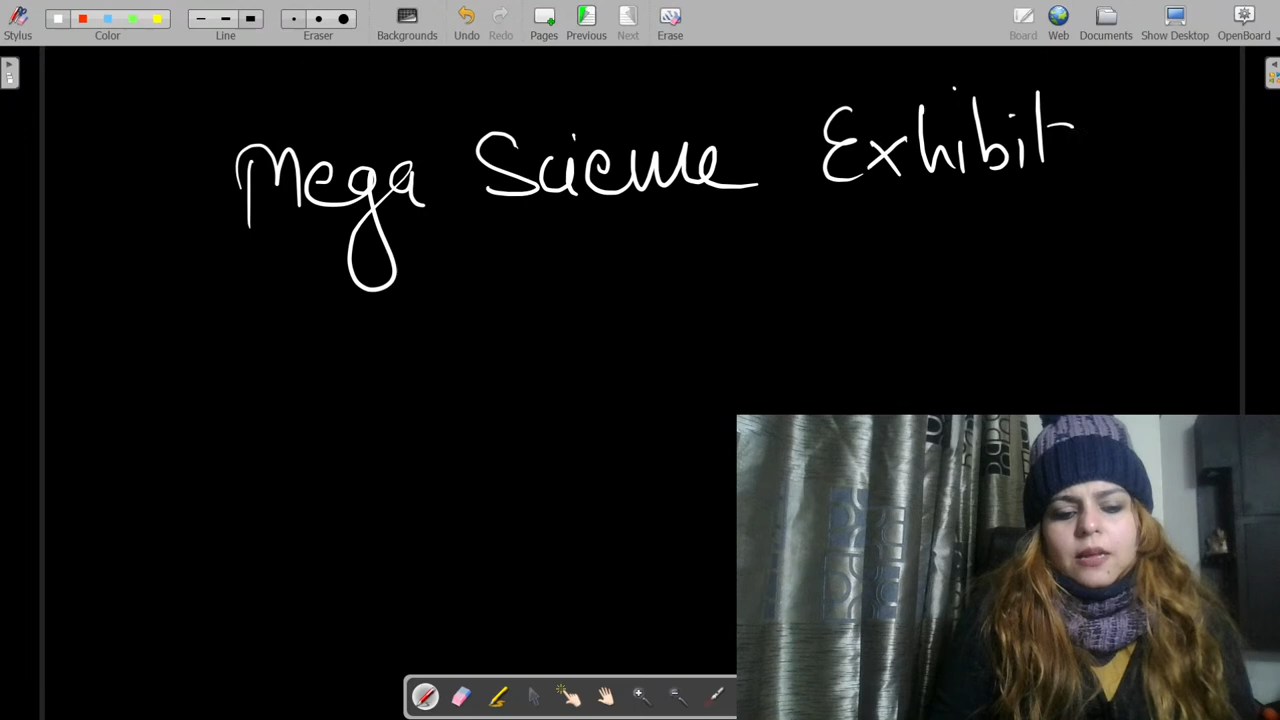 Stylus Color Line Eraser Backgrounds Undo Redo Pages Previous Next Erase Board Web Documents Show Desktop OpenBoard
Mega Science Exhibit